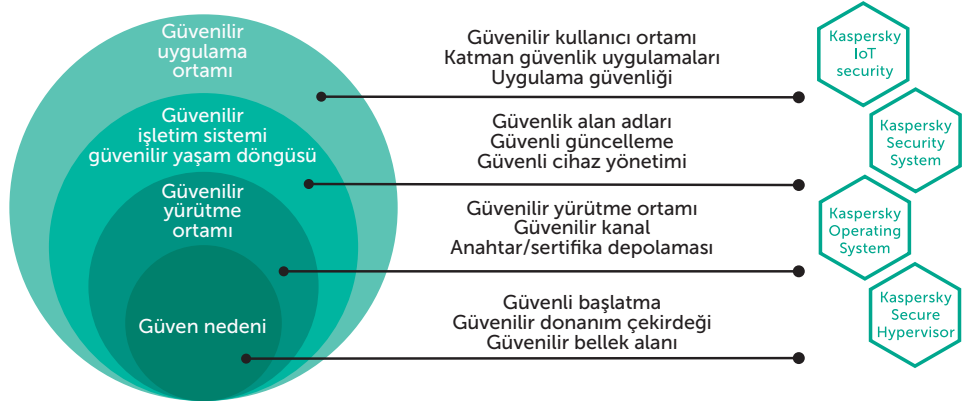 Güvenilir
uygulama
ortamı
Güvenilir
işletim sistemi
güvenilir yaşam döngüsü
Güvenilir
yürütme
ortamı
Güven nedeni
Güvenilir kullanıcı ortamı
Katman güvenlik uygulamaları
Uygulama güvenliği
Güvenlik alan adları
Güvenli güncelleme
Güvenli cihaz yönetimi
Güvenilir yürütme ortamı
Güvenilir kanal
Anahtar/sertifika depolaması
Güvenli başlatma
Güvenilir donanım çekirdeği
Güvenilir bellek alanı
Kaspersky
IoT
security
Kaspersky
Security
System
Kaspersky
Operating
System
Kaspersky
Secure
Hypervisor